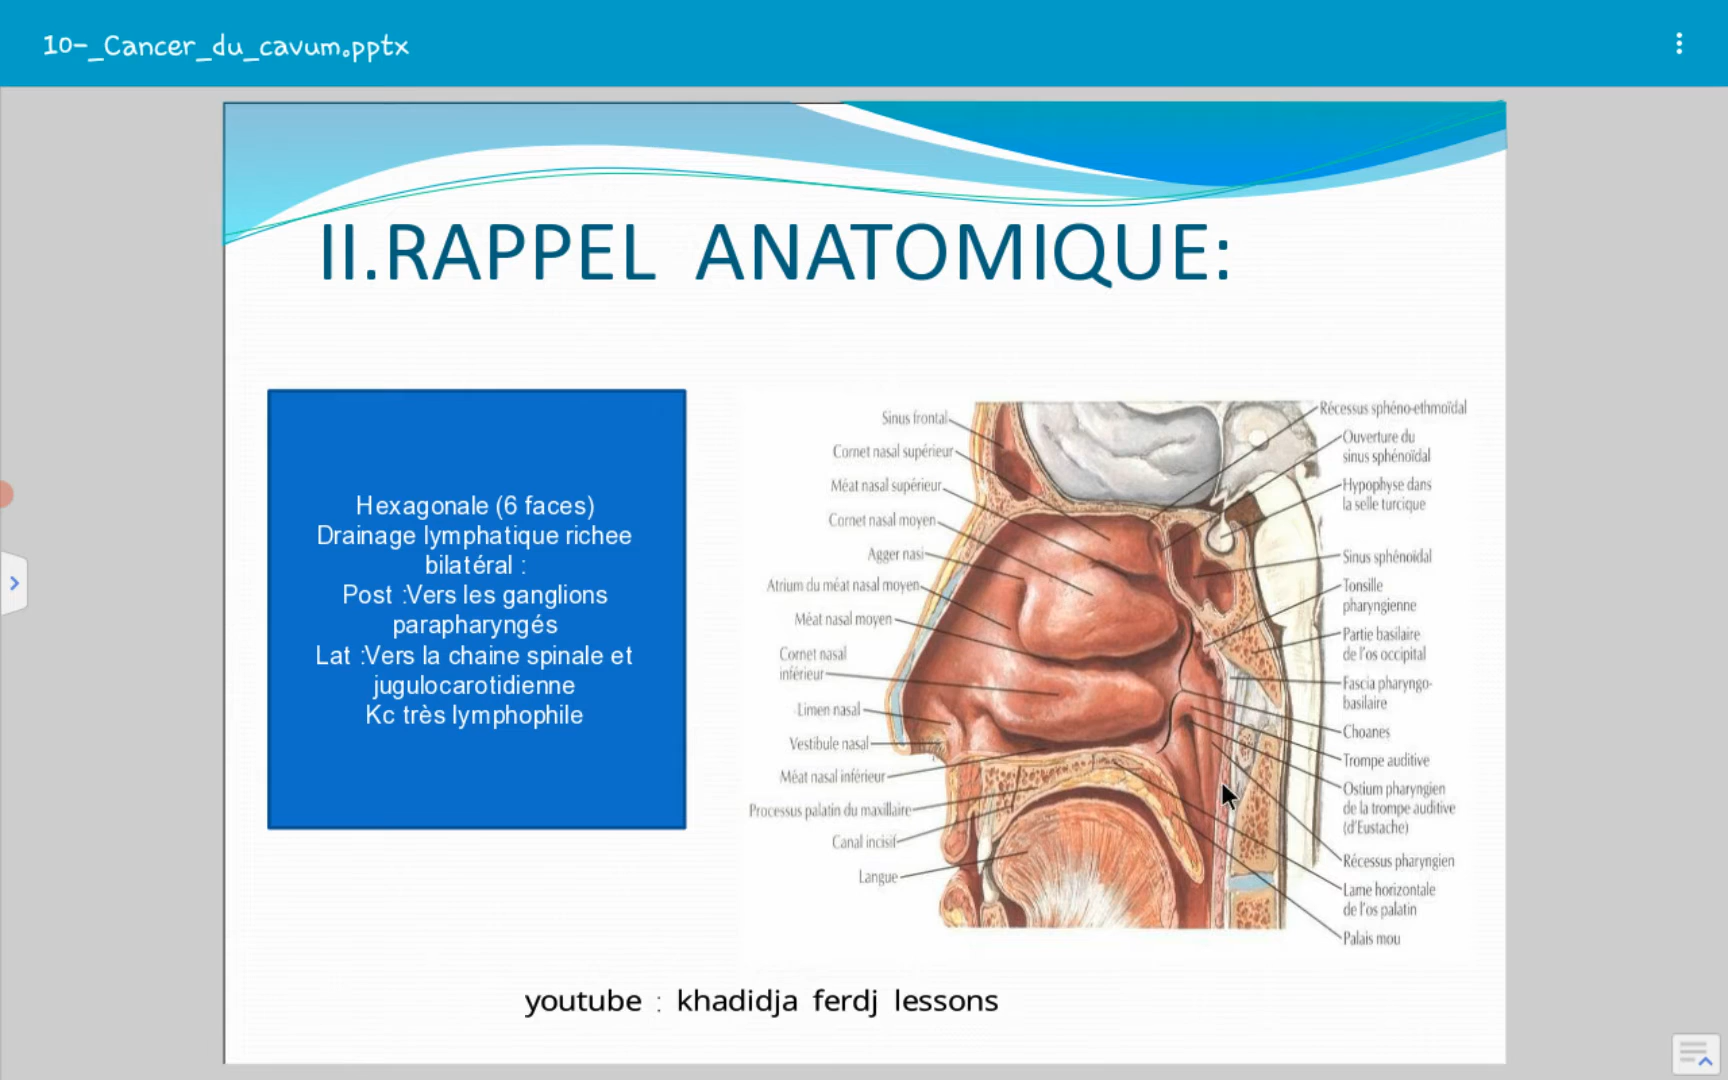 10-_Cancer_du_cavum.pptx
II.RAPPEL ANATOMIQUE:
Hexagonale (6 faces)
Drainage lymphatique richee
bilatéral :
Post :Vers les ganglions
parapharyngés
Lat :Vers la chaine spinale et
jugulocarotidienne
Kc très lymphophile
Sinus frontal
Cornet nasal supérieur
Méat nasal supérieur
Cornet nasal moyen
Agger nasi
Atrium du méat nasal moyen
Méat nasal moyen
Cornet nasal
inférieur
Limen nasal
Vestibule nasal
Méat nasal inférieur
Processus palatin du maxillaire
Canal incisif
Langue
Récessus sphéno-ethmoïdal
Ouverture du
sinus sphénoïdal
Hypophyse dans
la selle turcique
Sinus sphénoïdal
Tonsille
pharyngienne
Partie basilaire
de l'os occipital
Fascia pharyngo-
basilaire
Choanes
Trompe auditive
Ostium pharyngien
de la trompe auditive
(d'Eustache)
Récessus pharyngien
Lame horizontale
de l'os palatin
Palais mou
youtube : khadidja ferdj lessons